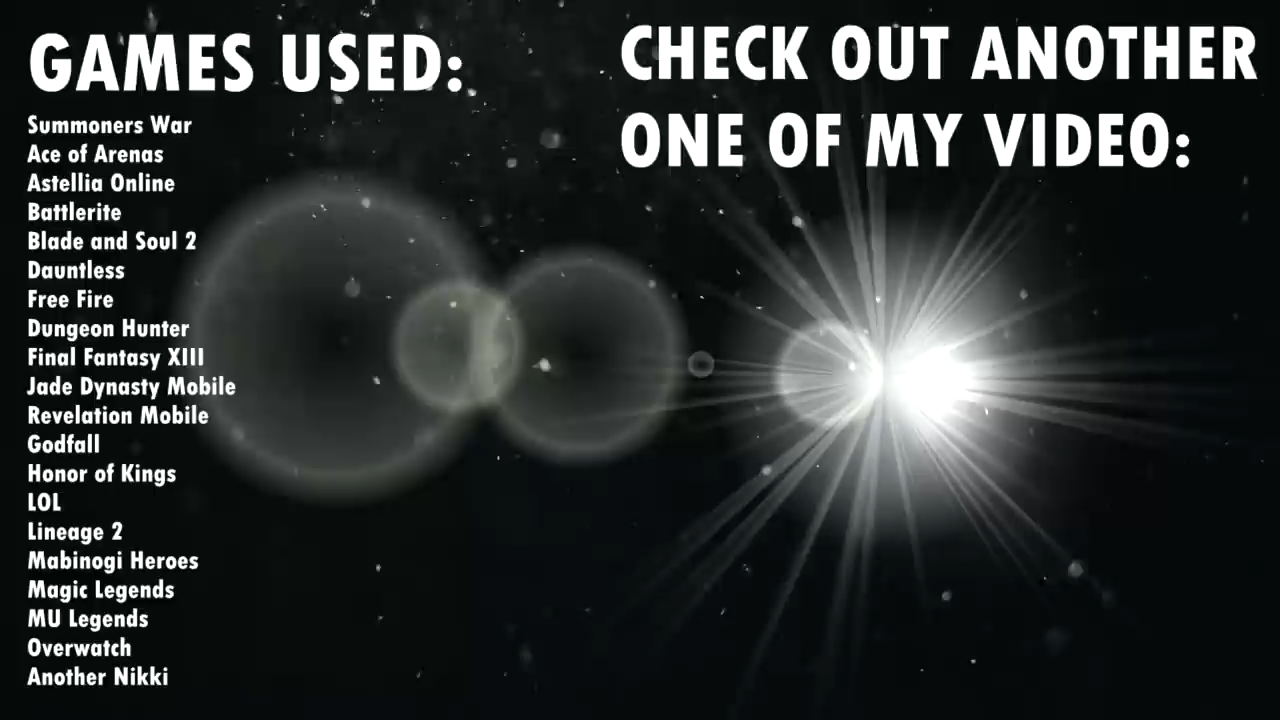 GAMES USED:
Summoners War
Ace of Arenas
Astellia Online
Battlerite
Blade and Soul 2
Dauntless
Free Fire
Dungeon Hunter
Final Fantasy XIII
Jade Dynasty Mobile
Revelation Mobile
Godfall
Honor of Kings
LOL
Lineage 2
Mabinogi Heroes
Magic Legends
MU Legends
Overwatch
Another Nikki
CHECK OUT ANOTHER
ONE OF MY VIDEO: